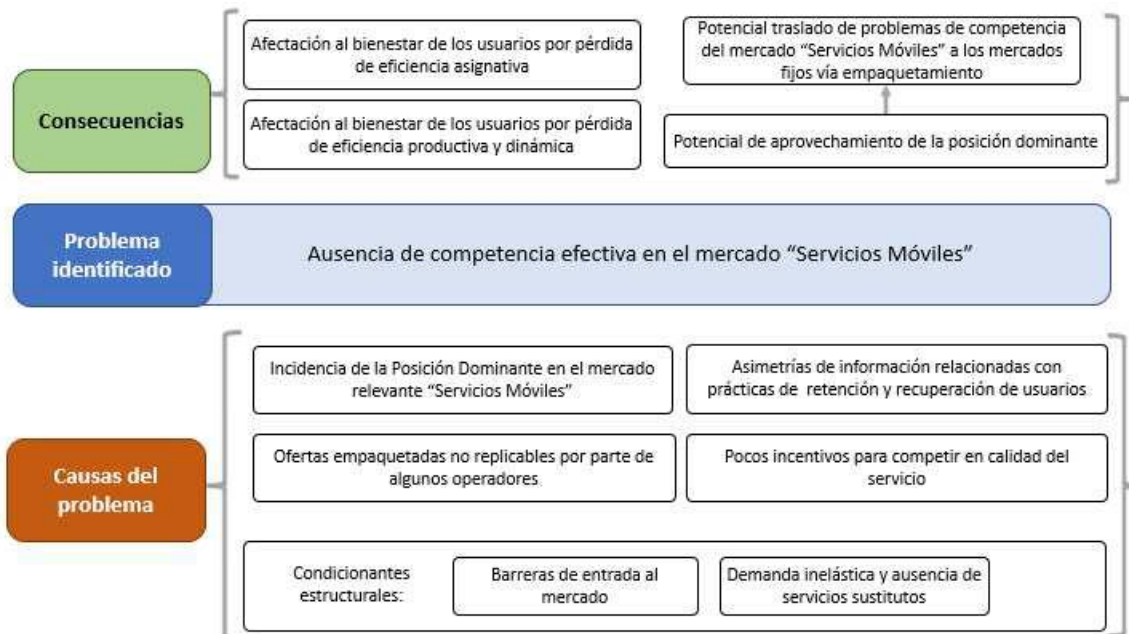 Consecuencias
Afectación al bienestar de los usuarios por pérdida
de eficiencia asignativa
Afectación al bienestar de los usuarios por pérdida
de eficiencia productiva y dinámica
Potencial traslado de problemas de competencia
del mercado “Servicios Móviles” a los mercados
fijos vía empaquetamiento
Potencial de aprovechamiento de la posición dominante
Problema
identificado
Ausencia de competencia efectiva en el mercado “Servicios Móviles”
Causas del
problema
Incidencia de la Posición Dominante en el mercado
relevante “Servicios Móviles”
Asimetrías de información relacionadas con
prácticas de retención y recuperación de usuarios
Ofertas empaquetadas no replicables por parte de
algunos operadores
Pocos incentivos para competir en calidad del
servicio
Condicionantes
estructurales:
Barreras de entrada al
mercado
Demanda inelástica y ausencia de
servicios sustitutos